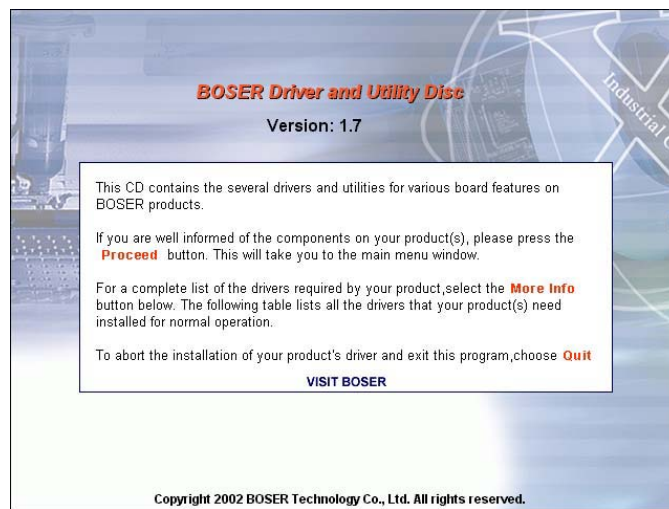 BOSER Driver and Utility Disc
Version: 1.7
Industrial
This CD contains the several drivers and utilities for various board features on
BOSER products.
If you are well informed of the components on your product(s), please press the
Proceed button. This will take you to the main menu window.
For a complete list of the drivers required by your product,select the More Info
button below. The following table lists all the drivers that your product(s) need
installed for normal operation.
To abort the installation of your product's driver and exit this program,choose Quit
VISIT BOSER
Copyright 2002 BOSER Technology Co., Ltd. All rights reserved.